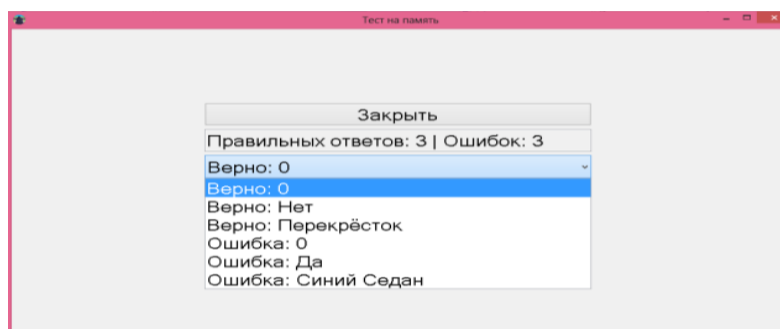 Тест на память
Закрыть
Правильных ответов: 3 | Ошибок: 3
Верно: 0
Верно: 0
Верно: Нет
Верно: Перекрёсток
Ошибка: 0
Ошибка: Да
Ошибка: Синий Седан